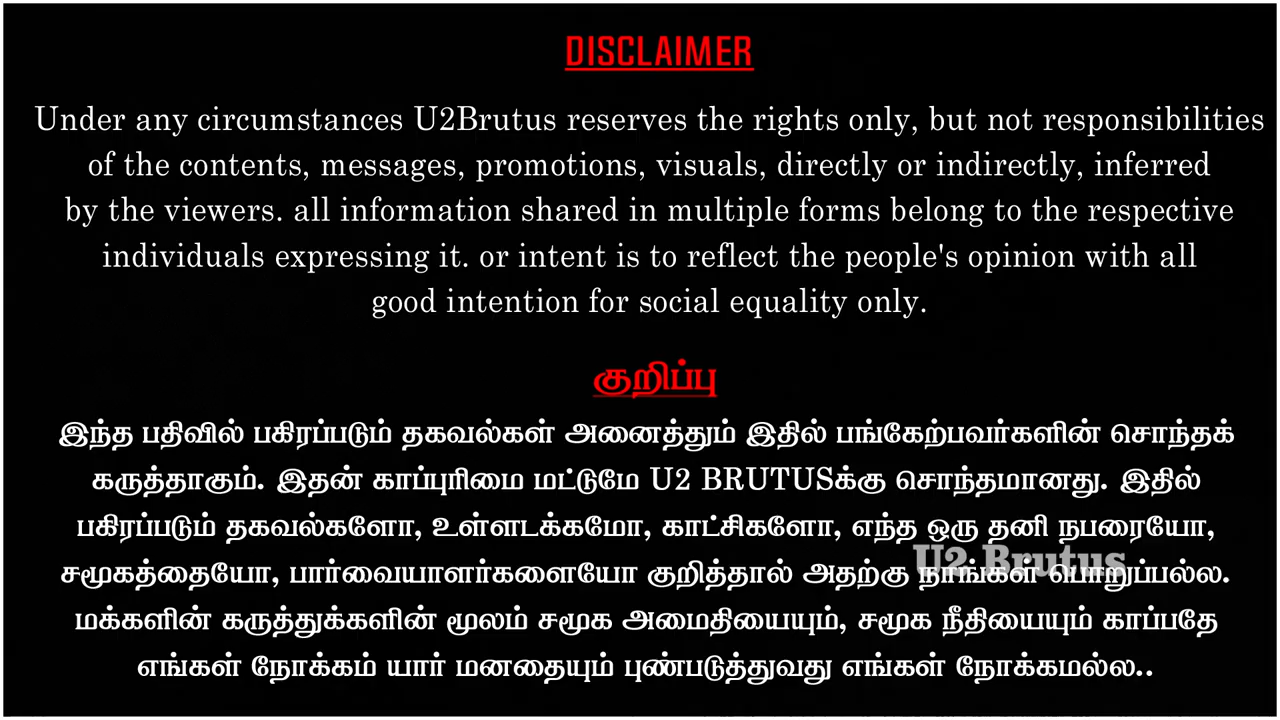 DISCLAIMER
Under any circumstances U2Brutus reserves the rights only, but not responsibilities
of the contents, messages, promotions, visuals, directly or indirectly, inferred
by the viewers. all information shared in multiple forms belong to the respective
individuals expressing it. or intent is to reflect the people's opinion with all
good intention for social equality only.
குறிப்பு
இந்த பதிவில் பகிரப்படும் தகவல்கள் அனைத்தும் இதில் பங்கேற்பவர்களின் சொந்தக்
கருத்தாகும். இதன் காப்புரிமை மட்டுமே U2 BRUTUSக்கு சொந்தமானது. இதில்
பகிரப்படும் தகவல்களோ, உள்ளடக்கமோ, காட்சிகளோ, எந்த ஒரு தனி நபரையோ,
U2 Brutus
சமூகத்தையோ, பார்வையாளர்களையோ குறித்தால் அதற்கு நாங்கள் பொறுப்பல்ல.
மக்களின் கருத்துக்களின் மூலம் சமூக அமைதியையும், சமூக நீதியையும் காப்பதே
எங்கள் நோக்கம் யார் மனதையும் புண்படுத்துவது எங்கள் நோக்கமல்ல..